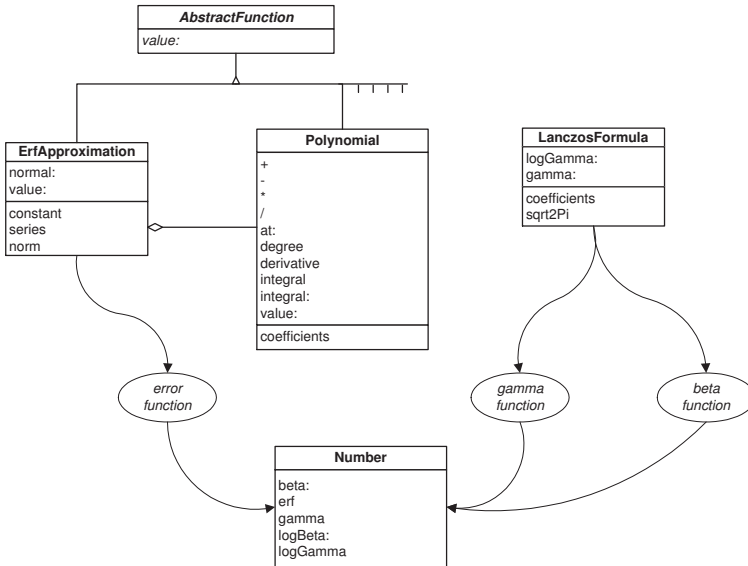 AbstractFunction
value:
ErfApproximation
normal:
value:
constant
series
norm
Polynomial
+
-
*
/
at:
degree
derivative
integral
integral:
value:
coefficients
LanczosFormula
logGamma:
gamma:
coefficients
sqrt2Pi
error
function
gamma
function
beta
function
Number
beta:
erf
gamma
logBeta:
logGamma